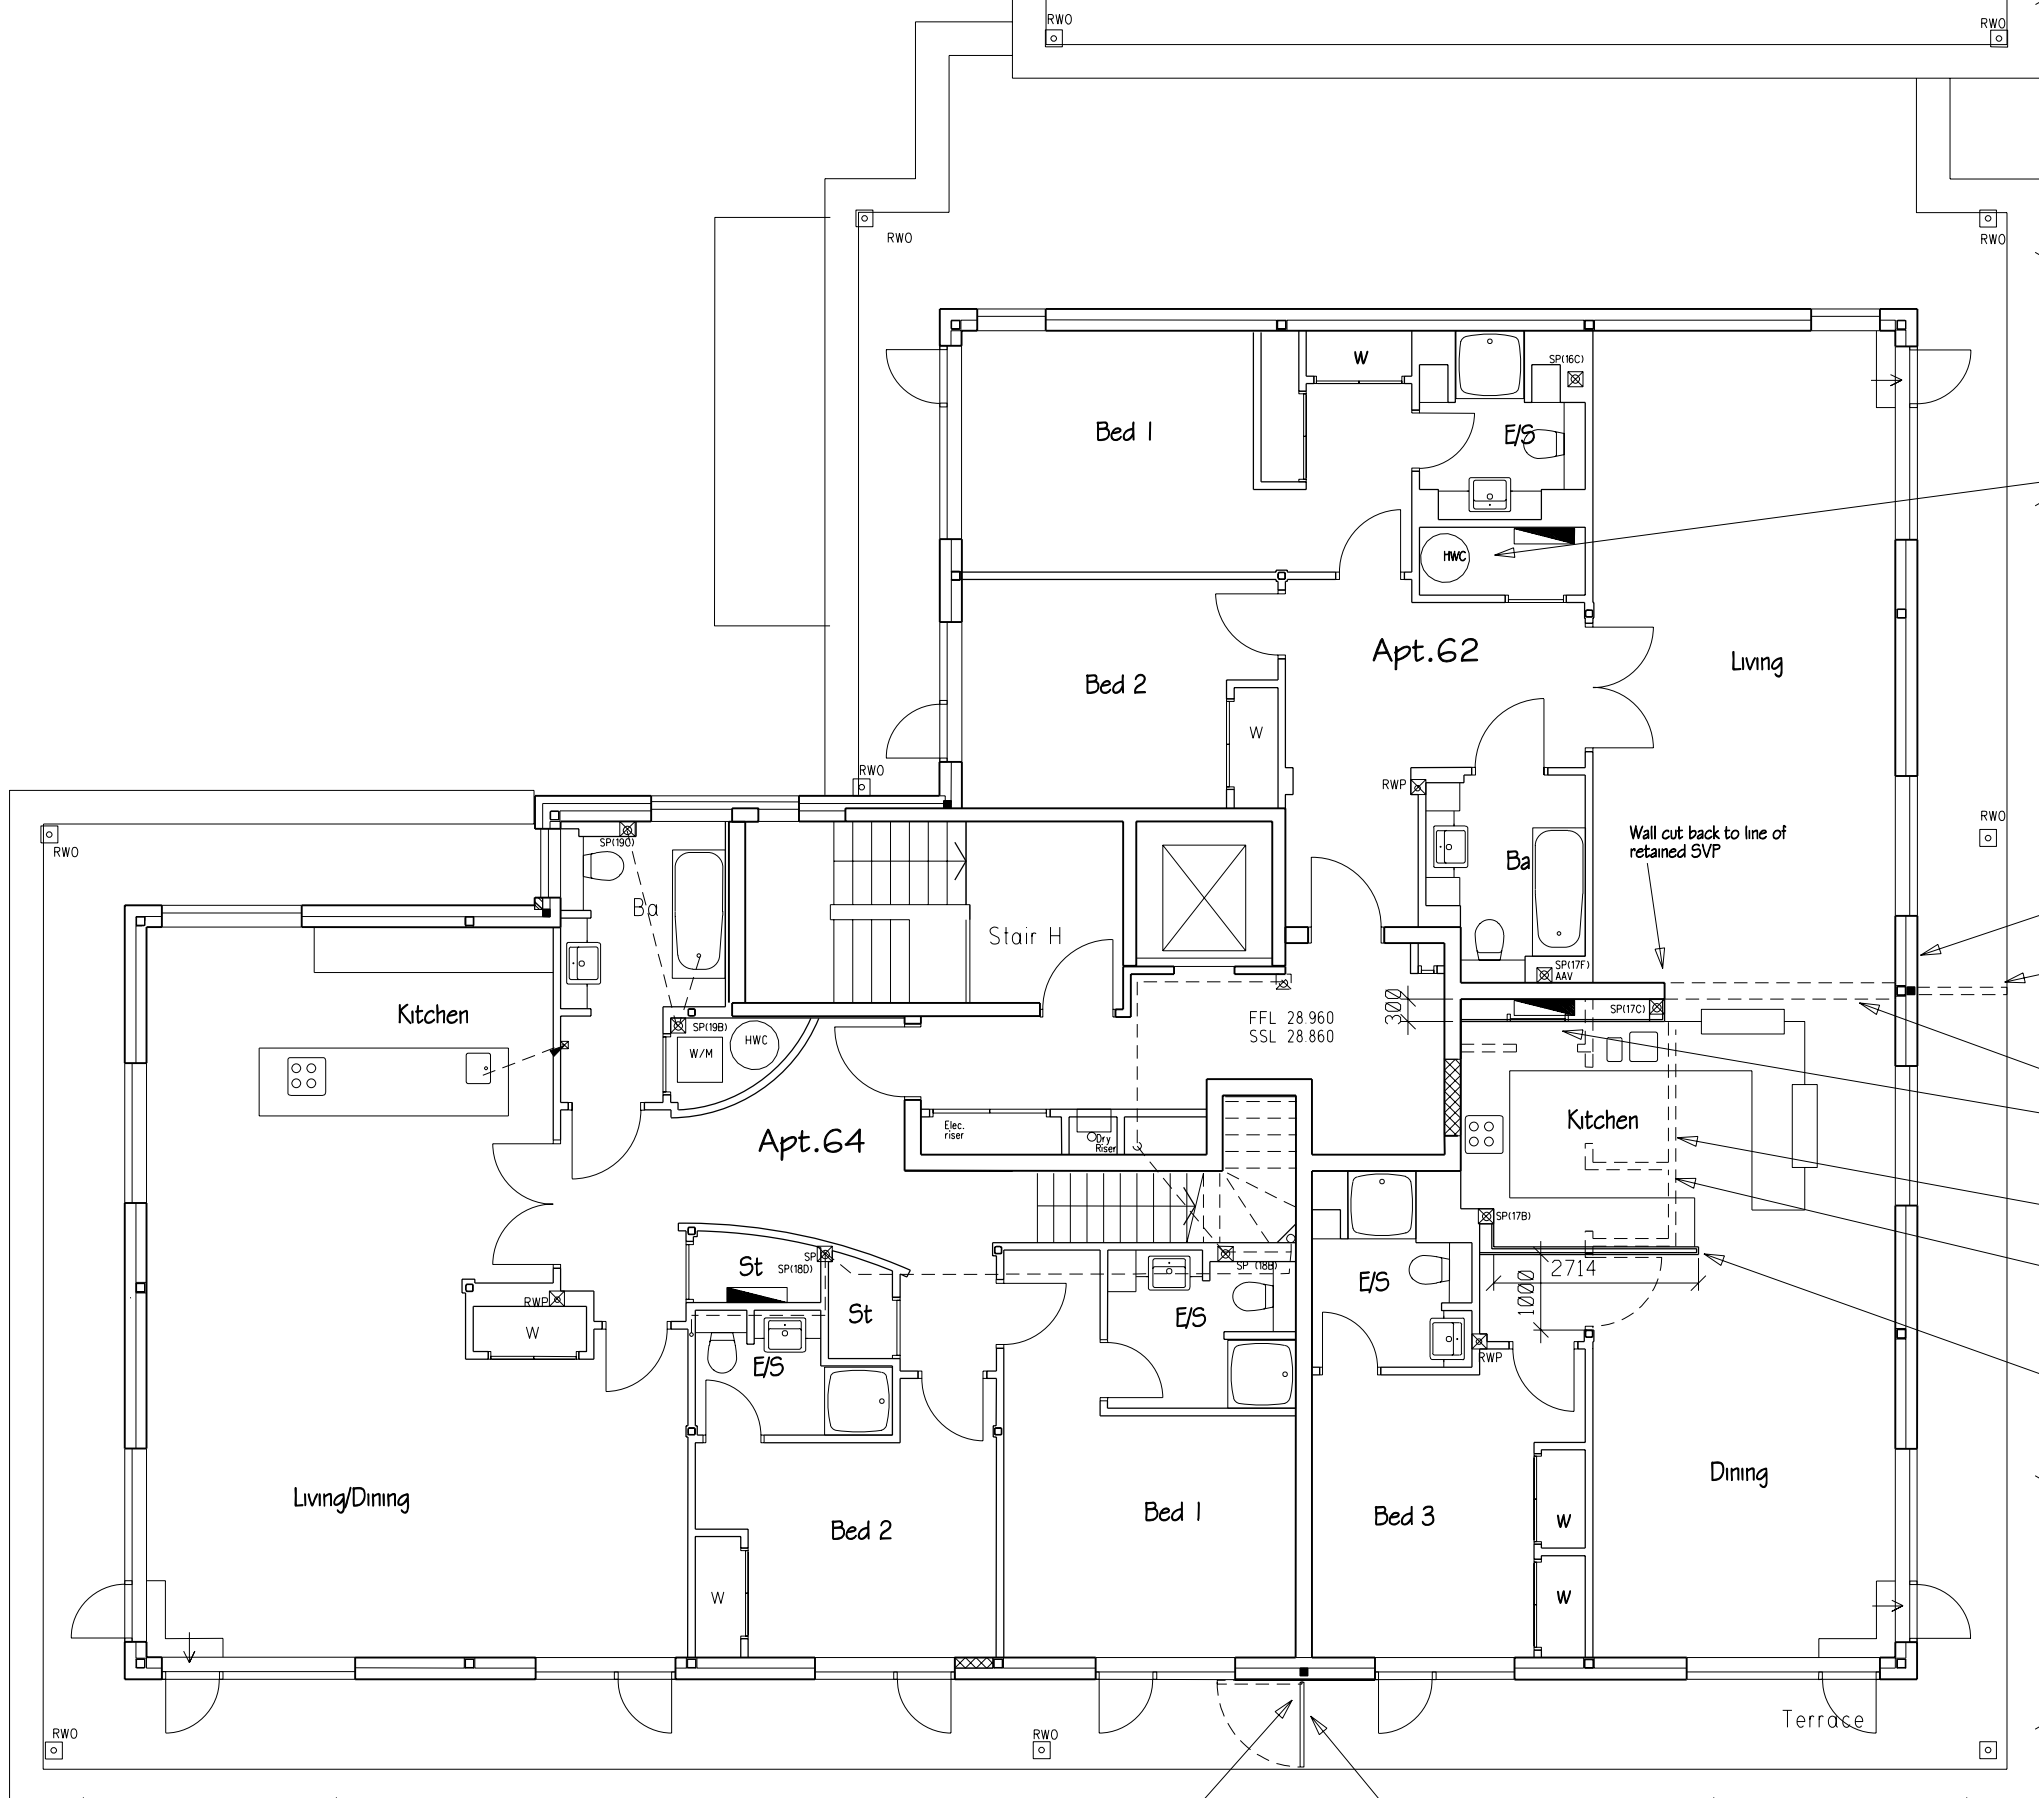 RWO
RWO
RWO
RWO
W
SP(16C)
Bed 1
E/S
HWC
Apt.62
Living
Bed 2
W
RWO
RWP
RWO
Wall cut back to line of
retained SVP
SP(19C)
RWO
Ba
Ba
Stair H
SP(17F)
AAV
300
SP(17C)
Kitchen
SP(19B)
FFL 28.960
SSL 28.860
HWC
W/M
Kitchen
Elec.
riser
Dry
Riser
Apt.64
SP(17B)
SP
SP(18D)
SP (18B)
St
2714
E/S
1000
RWP
St
E/S
W
RWP
E/S
Dining
Living/Dining
Bed 1
Bed 3
W
Bed 2
W
W
Terrace
RWO
RWO